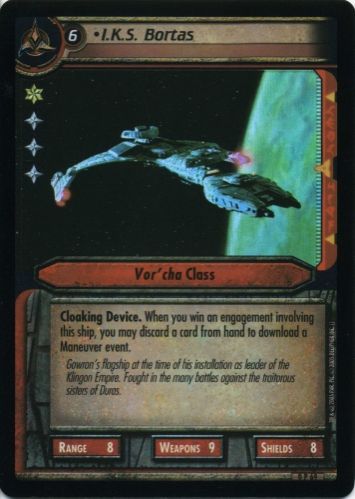 6 •I.K.S. Bortas
Vor'cha Class
Cloaking Device. When you win an engagement involving
this ship, you may discard a card from hand to download a
Maneuver event.
Gowron's flagship at the time of his installation as leader of the
Klingon Empire. Fought in the many battles against the traitorous
sisters of Duras.
RANGE 8 WEAPONS 9 SHIELDS 8